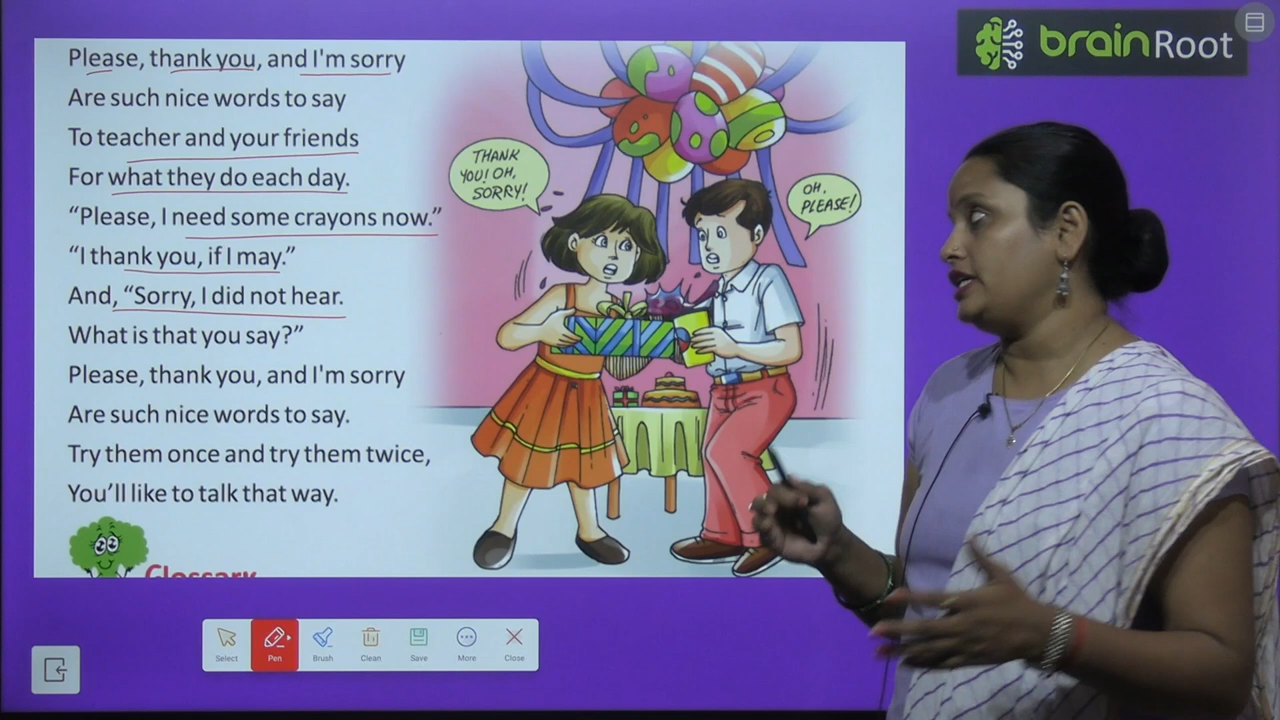 brainRoot
Please, thank you, and I'm sorry
Are such nice words to say
To teacher and your friends
For what they do each day.
“Please, I need some crayons now.”
“I thank you, if I may.”
And, “Sorry, I did not hear.
What is that you say?”
Please, thank you, and I'm sorry
Are such nice words to say.
Try them once and try them twice,
You'll like to talk that way.
THANK
YOU! OH,
SORRY!
OH,
PLEASE!
Glossary
Select Pen Brush Clean Save More Close